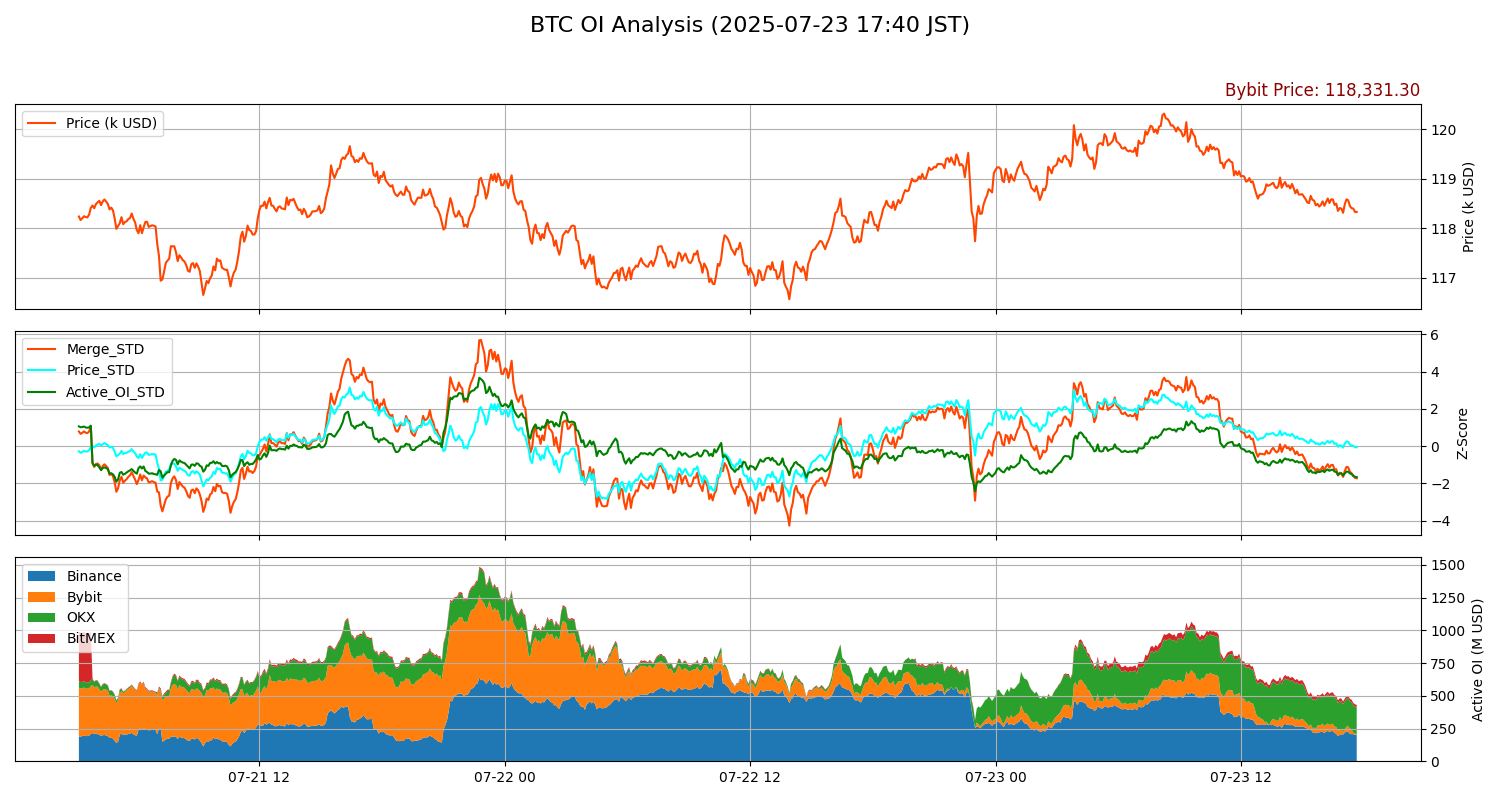 BTC OI Analysis (2025-07-23 17:40 JST)
Bybit Price: 118,331.30
Price (k USD)
120
119
118
117
Price (k USD)
Merge_STD
Price_STD
Active_OI_STD
6
4
2
0
−2
−4
Z-Score
Binance
Bybit
OKX
BitMEX
1500
1250
1000
750
500
250
0
Active OI (M USD)
07-21 12
07-22 00
07-22 12
07-23 00
07-23 12